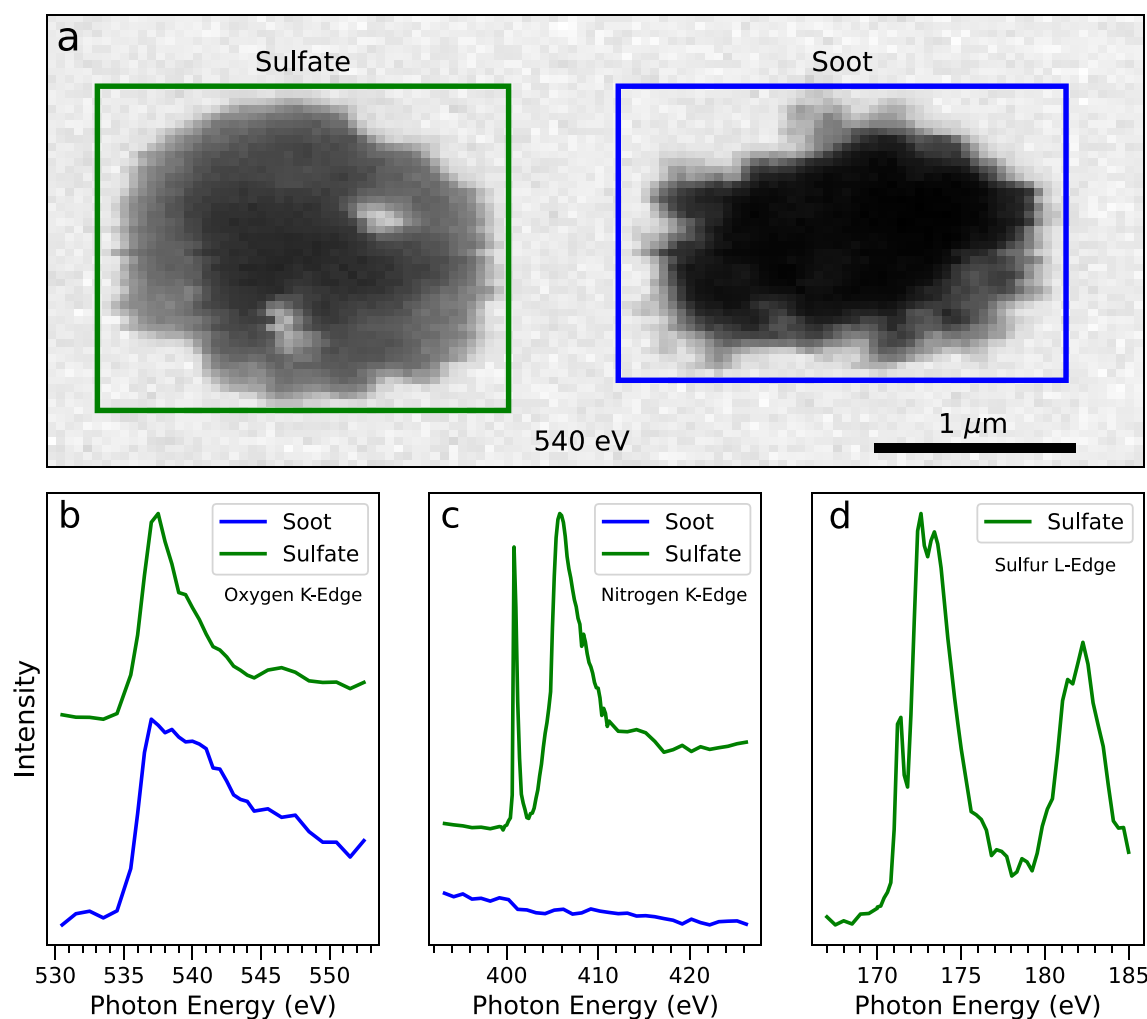 a
Sulfate
Soot
540 eV
1 μm
b
Soot
Sulfate
Oxygen K-Edge
c
Soot
Sulfate
Nitrogen K-Edge
d
Sulfate
Sulfur L-Edge
Intensity
530 535 540 545 550
400 410 420
170 175 180 185
Photon Energy (eV)
Photon Energy (eV)
Photon Energy (eV)